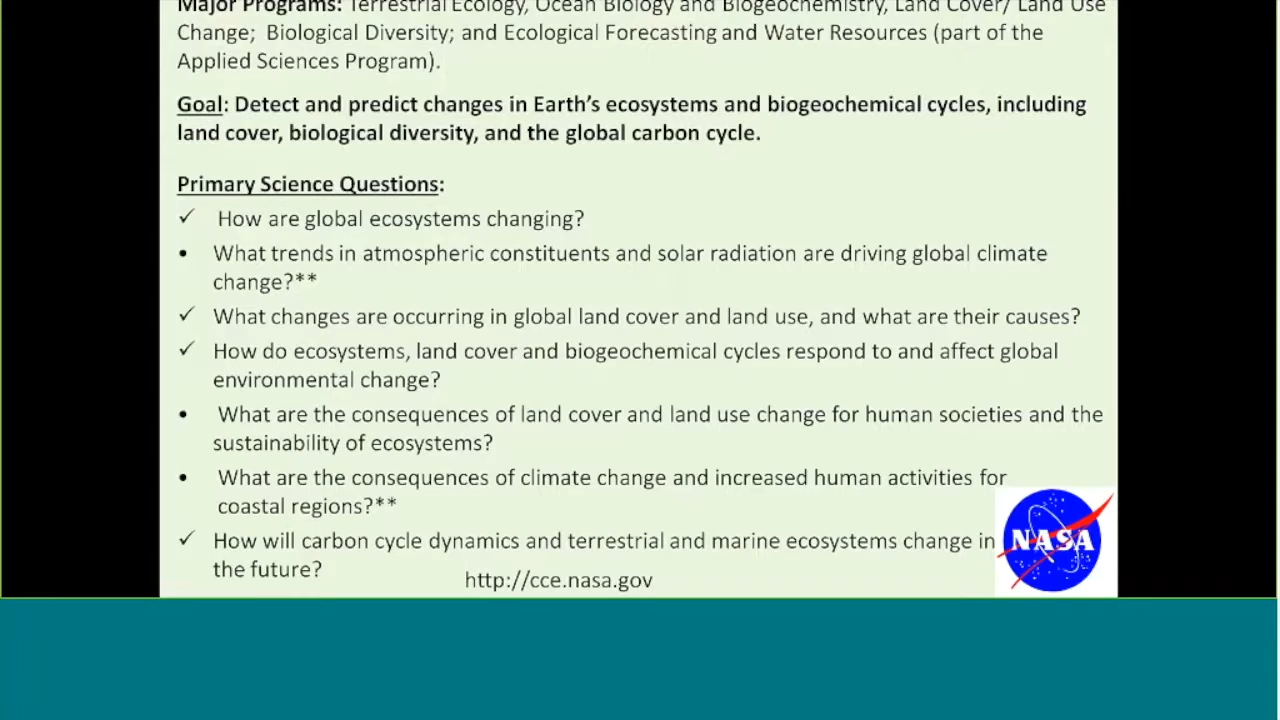 Major Programs: Terrestrial Ecology, Ocean Biology and Biogeochemistry, Land Cover/ Land Use
Change; Biological Diversity; and Ecological Forecasting and Water Resources (part of the
Applied Sciences Program).
Goal: Detect and predict changes in Earth's ecosystems and biogeochemical cycles, including
land cover, biological diversity, and the global carbon cycle.
Primary Science Questions:
✓ How are global ecosystems changing?
• What trends in atmospheric constituents and solar radiation are driving global climate
change?**
✓ What changes are occurring in global land cover and land use, and what are their causes?
✓ How do ecosystems, land cover and biogeochemical cycles respond to and affect global
environmental change?
• What are the consequences of land cover and land use change for human societies and the
sustainability of ecosystems?
• What are the consequences of climate change and increased human activities for
coastal regions?**
✓ How will carbon cycle dynamics and terrestrial and marine ecosystems change in
the future?
http://cce.nasa.gov
NASA